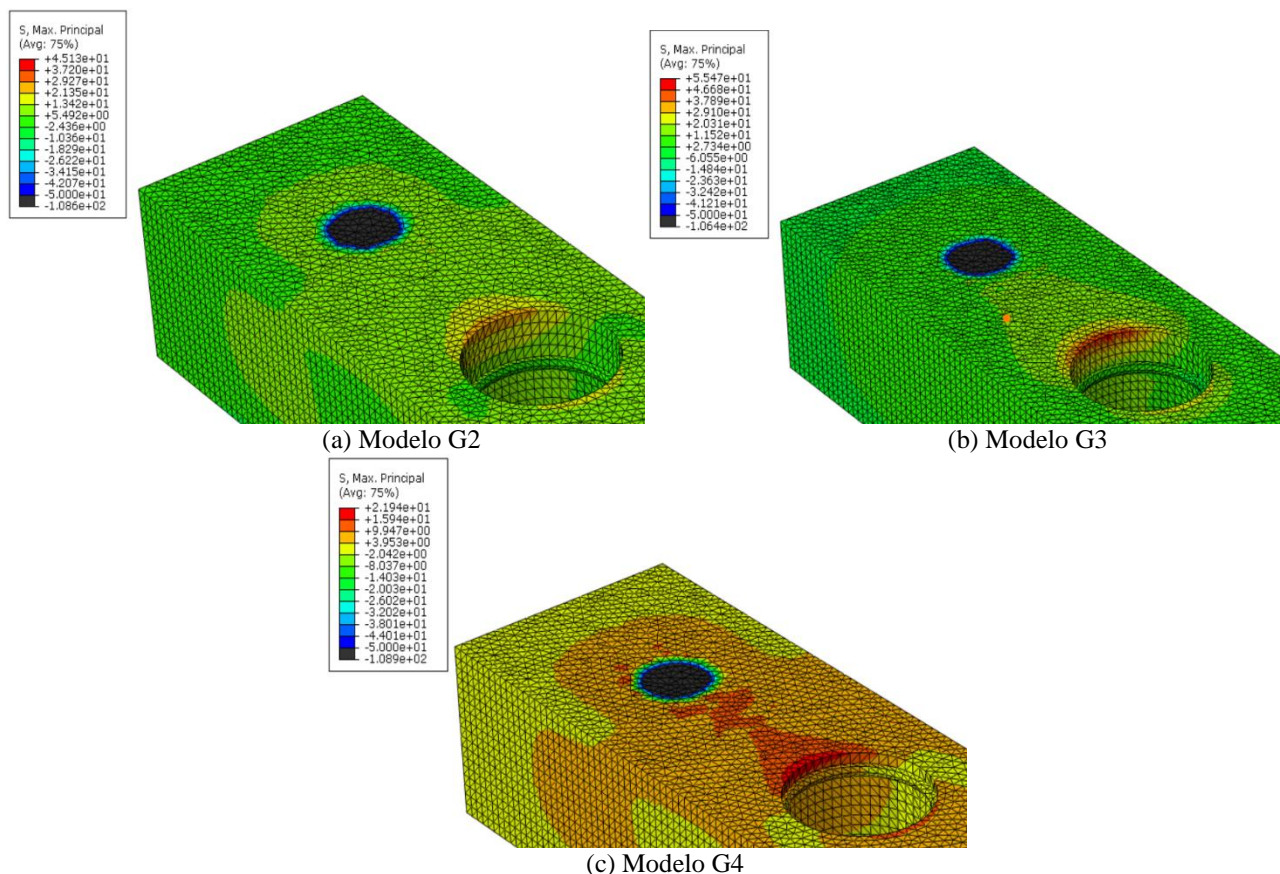 S, Max. Principal
(Avg: 75%)
+4.513e+01
+3.720e+01
+2.927e+01
+2.135e+01
+1.342e+01
+5.492e+00
-2.436e+00
-1.036e+01
-1.829e+01
-2.622e+01
-3.415e+01
-4.207e+01
-5.000e+01
-1.086e+02
(a) Modelo G2
S, Max. Principal
(Avg: 75%)
+5.547e+01
+4.668e+01
+3.789e+01
+2.910e+01
+2.031e+01
+1.152e+01
+2.734e+00
-6.055e+00
-1.484e+01
-2.363e+01
-3.242e+01
-4.121e+01
-5.000e+01
-1.064e+02
(b) Modelo G3
S, Max. Principal
(Avg: 75%)
+2.194e+01
+1.594e+01
+9.947e+00
+3.953e+00
-2.042e+00
-8.037e+00
-1.403e+01
-2.003e+01
-2.602e+01
-3.202e+01
-3.801e+01
-4.401e+01
-5.000e+01
-1.089e+02
(c) Modelo G4